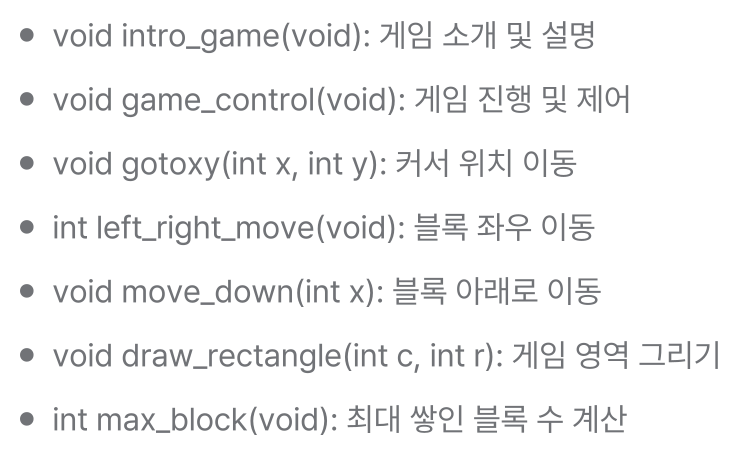 • void intro_game(void): 게임 소개 및 설명
• void game_control(void): 게임 진행 및 제어
• void gotoxy(int x, int y): 커서 위치 이동
• int left_right_move(void): 블록 좌우 이동
• void move_down(int x): 블록 아래로 이동
• void draw_rectangle(int c, int r): 게임 영역 그리기
• int max_block(void): 최대 쌓인 블록 수 계산